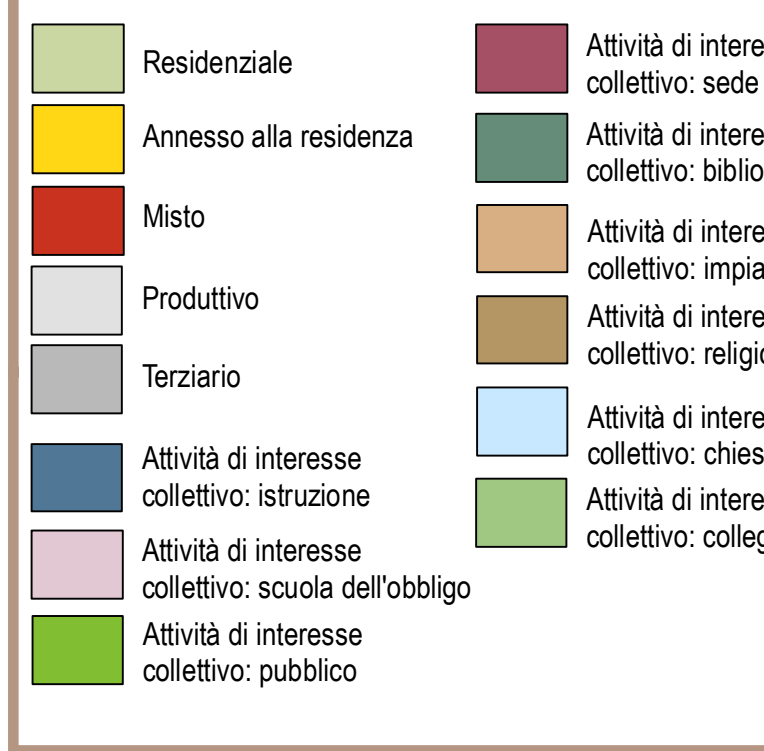 Residenziale
Annesso alla residenza
Misto
Produttivo
Terziario
Attività di interesse
collettivo: istruzione
Attività di interesse
collettivo: scuola dell'obbligo
Attività di interesse
collettivo: pubblico
Attività di intere
collettivo: sede
Attività di intere
collettivo: biblio
Attività di intere
collettivo: impia
Attività di intere
collettivo: religio
Attività di intere
collettivo: chies
Attività di intere
collettivo: colleg